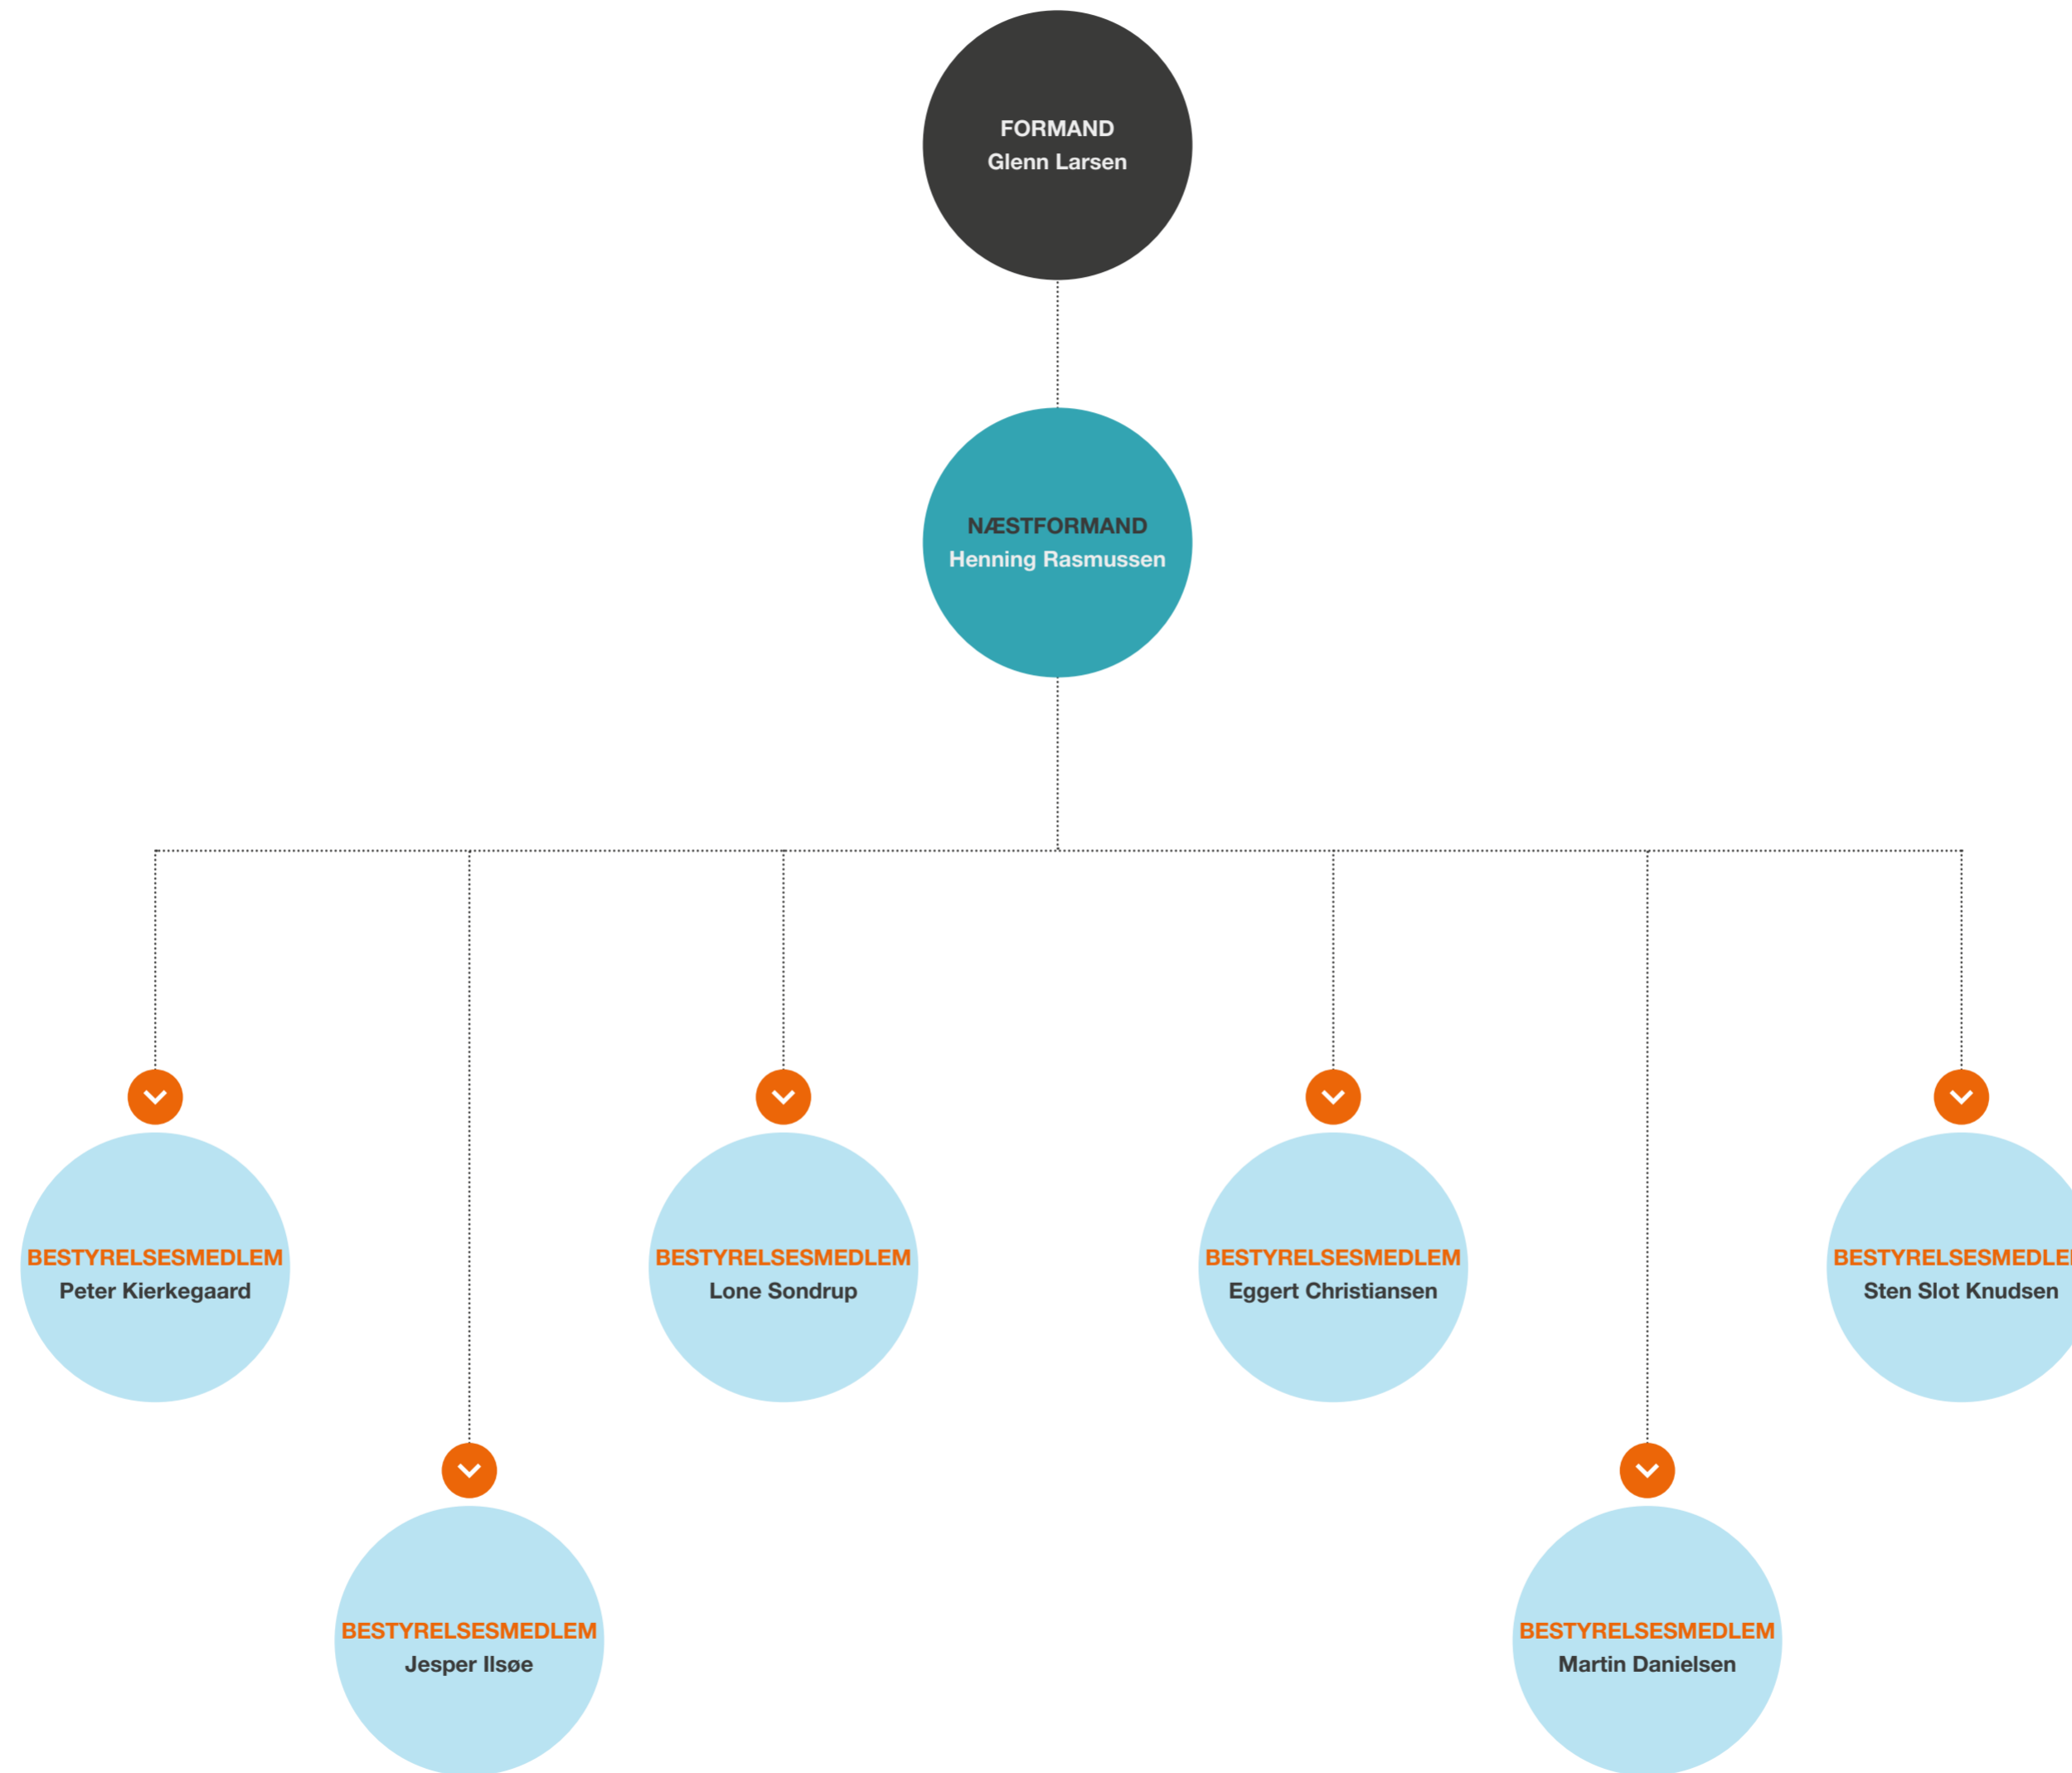 FORMAND
Glenn Larsen
NÆSTFORMAND
Henning Rasmussen
BESTYRELSESMEDLEM
Peter Kierkegaard
BESTYRELSESMEDLEM
Lone Sondrup
BESTYRELSESMEDLEM
Eggert Christiansen
BESTYRELSESMEDLE
Sten Slot Knudsen
BESTYRELSESMEDLEM
Jesper Ilsøe
BESTYRELSESMEDLEM
Martin Danielsen